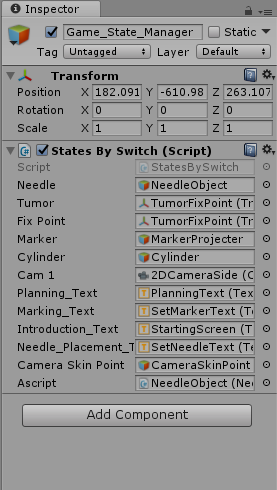 Inspector
Game_State_Manager Static
Tag Untagged Layer Default
Transform
Position X 182.091 Y -610.98 Z 263.107
Rotation X 0 Y 0 Z 0
Scale X 1 Y 1 Z 1
States By Switch (Script)
Script StatesBySwitch
Needle NeedleObject
Tumor TumorFixPoint (Tr
Fix Point TumorFixPoint (Tr
Marker MarkerProjecter
Cylinder Cylinder
Cam 1 2DCameraSide (C
Planning_Text PlanningText (Tex
Marking_Text SetMarkerText (T
Introduction_Text StartingScreen (T
Needle_Placement_T SetNeedleText (T
Camera Skin Point CameraSkinPoint
Ascript NeedleObject (Ne
Add Component